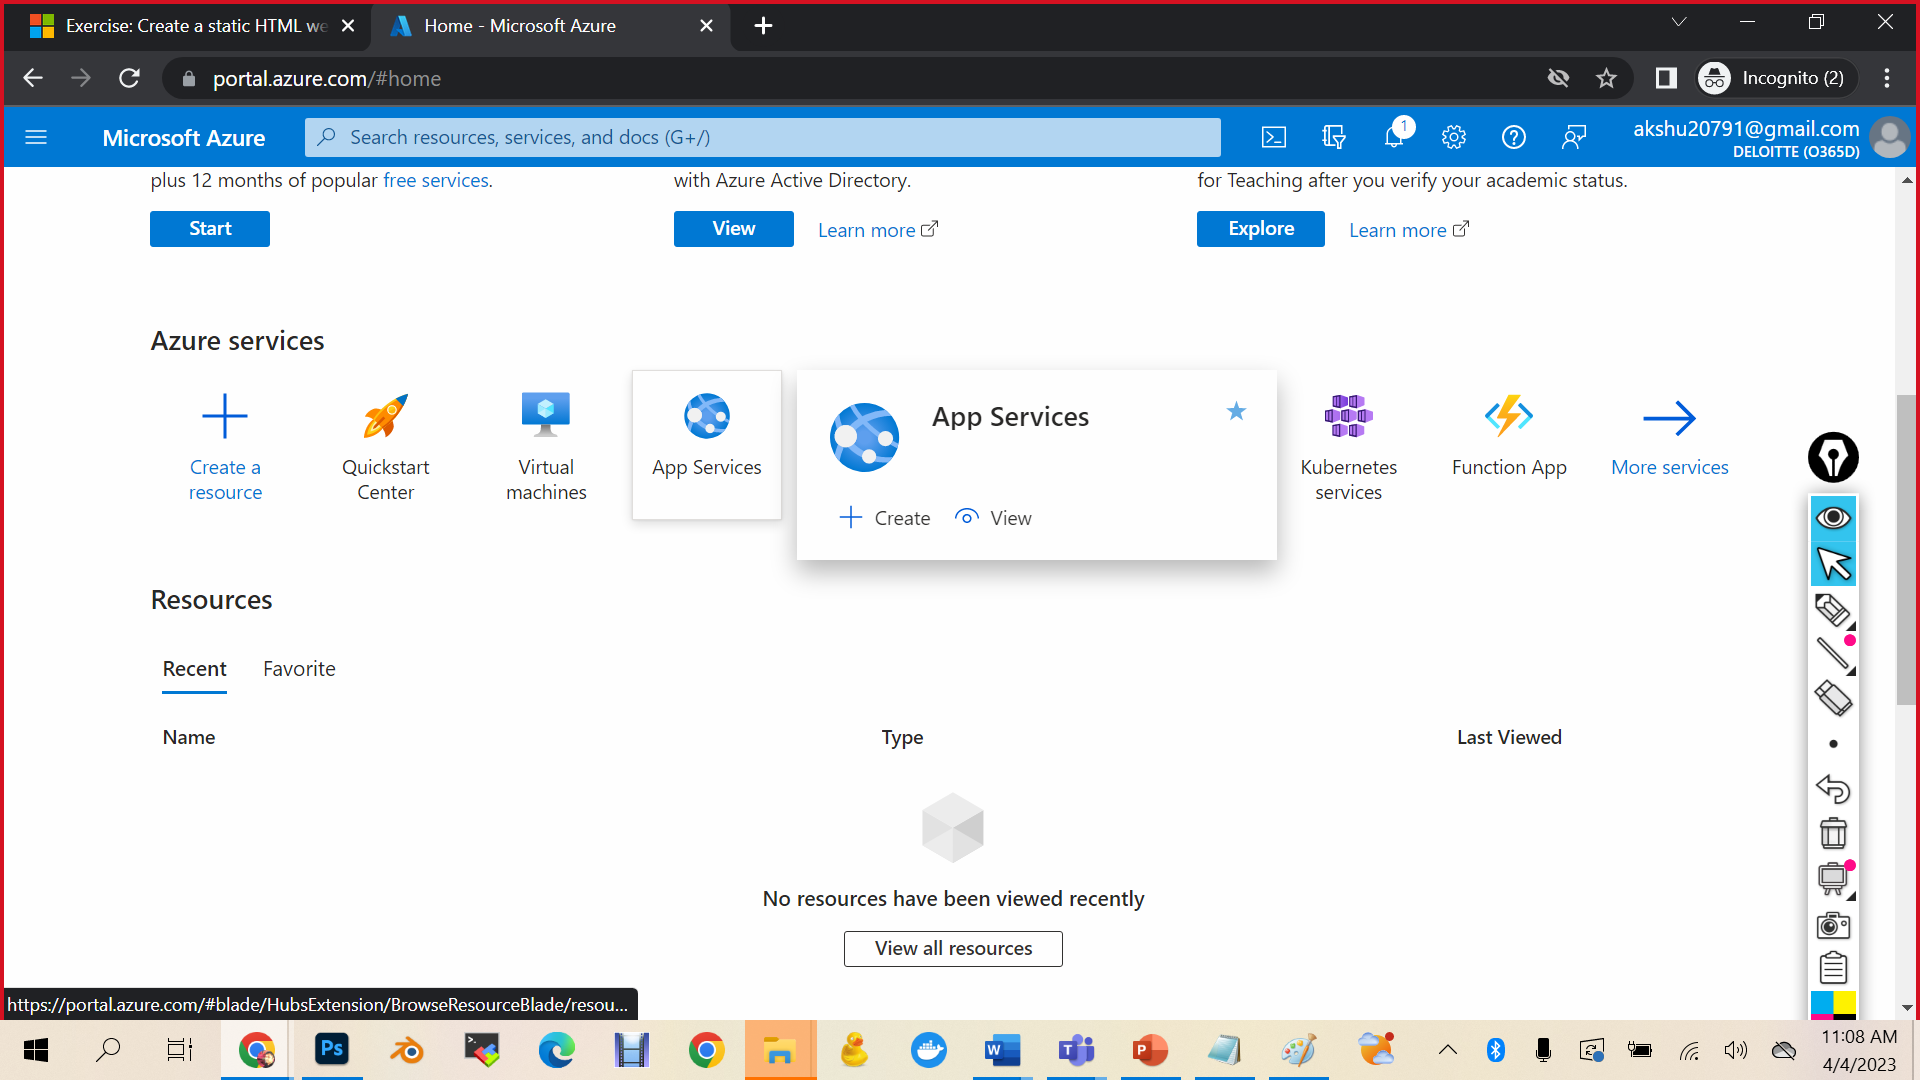 Exercise: Create a static HTML we
Home - Microsoft Azure
portal.azure.com/#home
Incognito (2)
Microsoft Azure
Search resources, services, and docs (G+/)
1
akshu20791@gmail.com
DELOITTE (O365D)
plus 12 months of popular free services.
with Azure Active Directory.
for Teaching after you verify your academic status.
Start
View
Learn more
Explore
Learn more
Azure services
Create a
resource
Quickstart
Center
Virtual
machines
App Services
App Services
Create
View
Kubernetes
services
Function App
More services
Resources
Recent
Favorite
Name
Type
Last Viewed
No resources have been viewed recently
View all resources
https://portal.azure.com/#blade/HubsExtension/BrowseResourceBlade/resou...
Ps
W
T
P
11:08 AM
4/4/2023